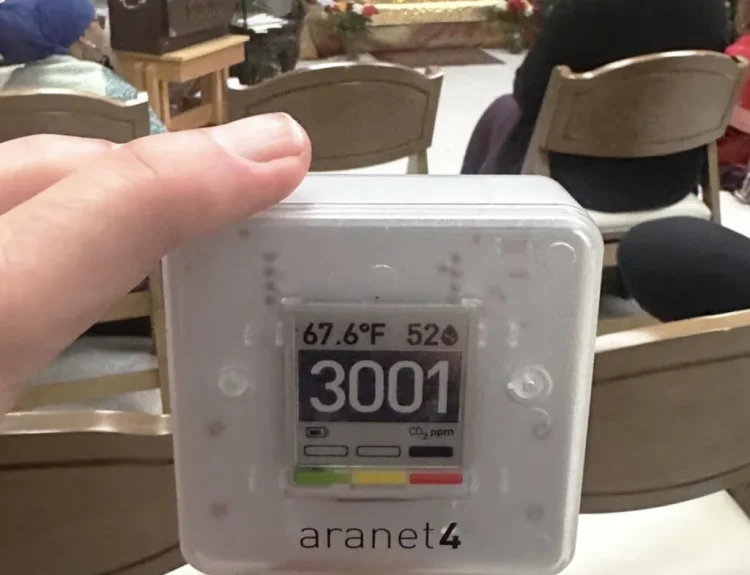 67.6°F 52
3001
CO₂ ppm
aranet4